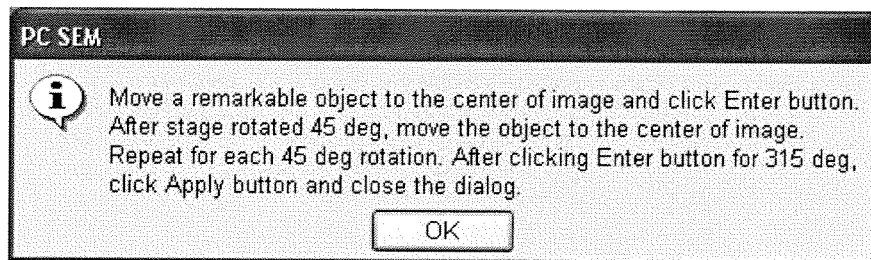 PC SEM
Move a remarkable object to the center of image and click Enter button.
After stage rotated 45 deg, move the object to the center of image.
Repeat for each 45 deg rotation. After clicking Enter button for 315 deg,
click Apply button and close the dialog.
OK